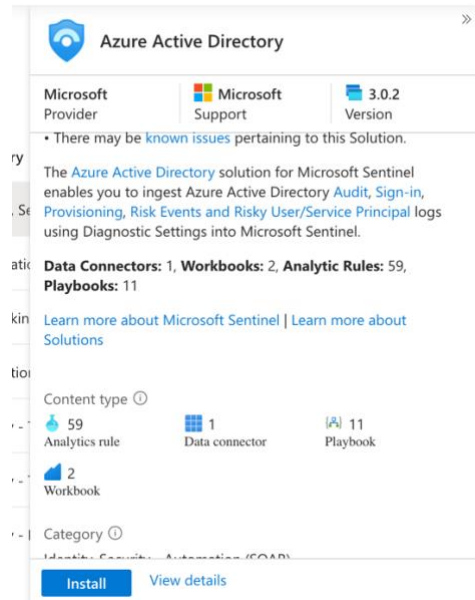 »
Azure Active Directory
Microsoft
Provider
Microsoft
Support
3.0.2
Version
• There may be known issues pertaining to this Solution.
The Azure Active Directory solution for Microsoft Sentinel
enables you to ingest Azure Active Directory Audit, Sign-in,
Provisioning, Risk Events and Risky User/Service Principal logs
using Diagnostic Settings into Microsoft Sentinel.
Data Connectors: 1, Workbooks: 2, Analytic Rules: 59,
Playbooks: 11
Learn more about Microsoft Sentinel | Learn more about
Solutions
Content type
59
Analytics rule
1
Data connector
11
Playbook
2
Workbook
Category
Identity, Security - Automation (SOAR)
Install
View details